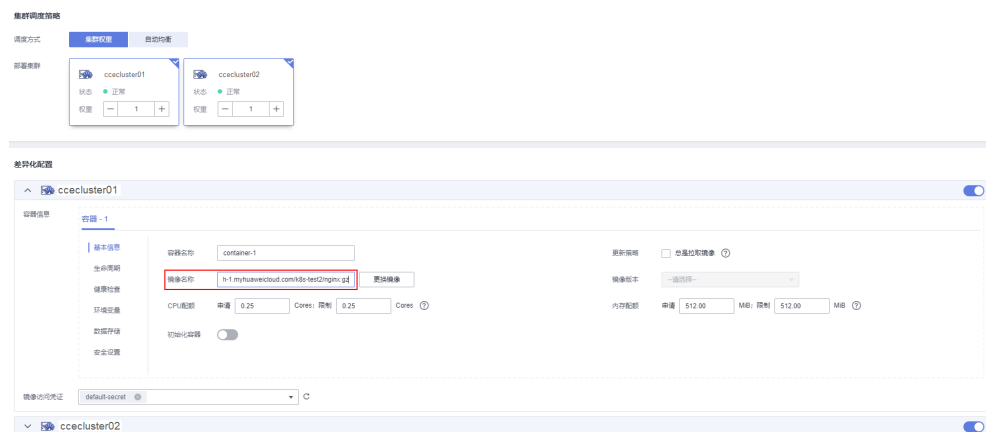 集群调度策略
调度方式 集群权重 自动均衡
部署集群
ccecluster01 ccecluster02
状态 正常 状态 正常
权重 1 权重 1
差异化配置
ccecluster01
容器信息 容器 - 1
基本信息
容器名称 container-1 更新策略 总是拉取镜像
生命周期
镜像名称 h-1.myhuaweicloud.com/k8s-test2/nginx:gz 更换镜像 镜像版本 --请选择--
健康检查
环境变量
CPU配额 申请 0.25 Cores; 限制 0.25 Cores 内存配额 申请 512.00 MiB; 限制 512.00 MiB
数据存储
初始化容器
安全设置
镜像访问凭证 default-secret
ccecluster02